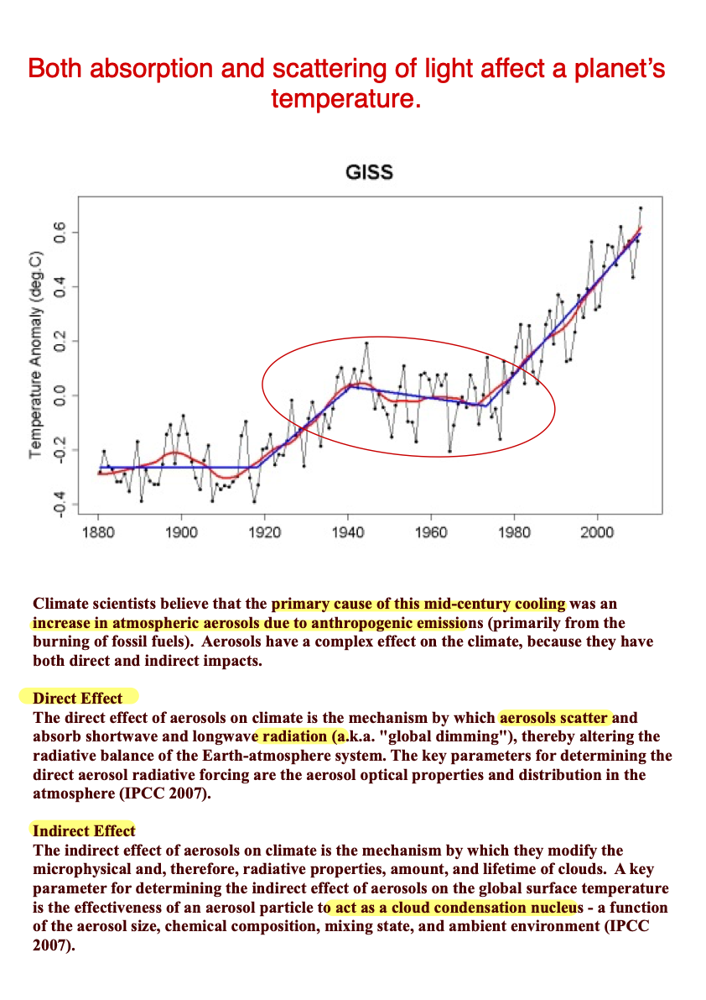 Both absorption and scattering of light affect a planet’s
temperature.
GISS
Temperature Anomaly (deg.C)
0.6
0.4
0.2
0.0
-0.2
-0.4
1880 1900 1920 1940 1960 1980 2000
Climate scientists believe that the primary cause of this mid-century cooling was an
increase in atmospheric aerosols due to anthropogenic emissions (primarily from the
burning of fossil fuels).  Aerosols have a complex effect on the climate, because they have
both direct and indirect impacts.
Direct Effect
The direct effect of aerosols on climate is the mechanism by which aerosols scatter and
absorb shortwave and longwave radiation (a.k.a. "global dimming"), thereby altering the
radiative balance of the Earth-atmosphere system. The key parameters for determining the
direct aerosol radiative forcing are the aerosol optical properties and distribution in the
atmosphere (IPCC 2007).
Indirect Effect
The indirect effect of aerosols on climate is the mechanism by which they modify the
microphysical and, therefore, radiative properties, amount, and lifetime of clouds.  A key
parameter for determining the indirect effect of aerosols on the global surface temperature
is the effectiveness of an aerosol particle to act as a cloud condensation nucleus - a function
of the aerosol size, chemical composition, mixing state, and ambient environment (IPCC
2007).